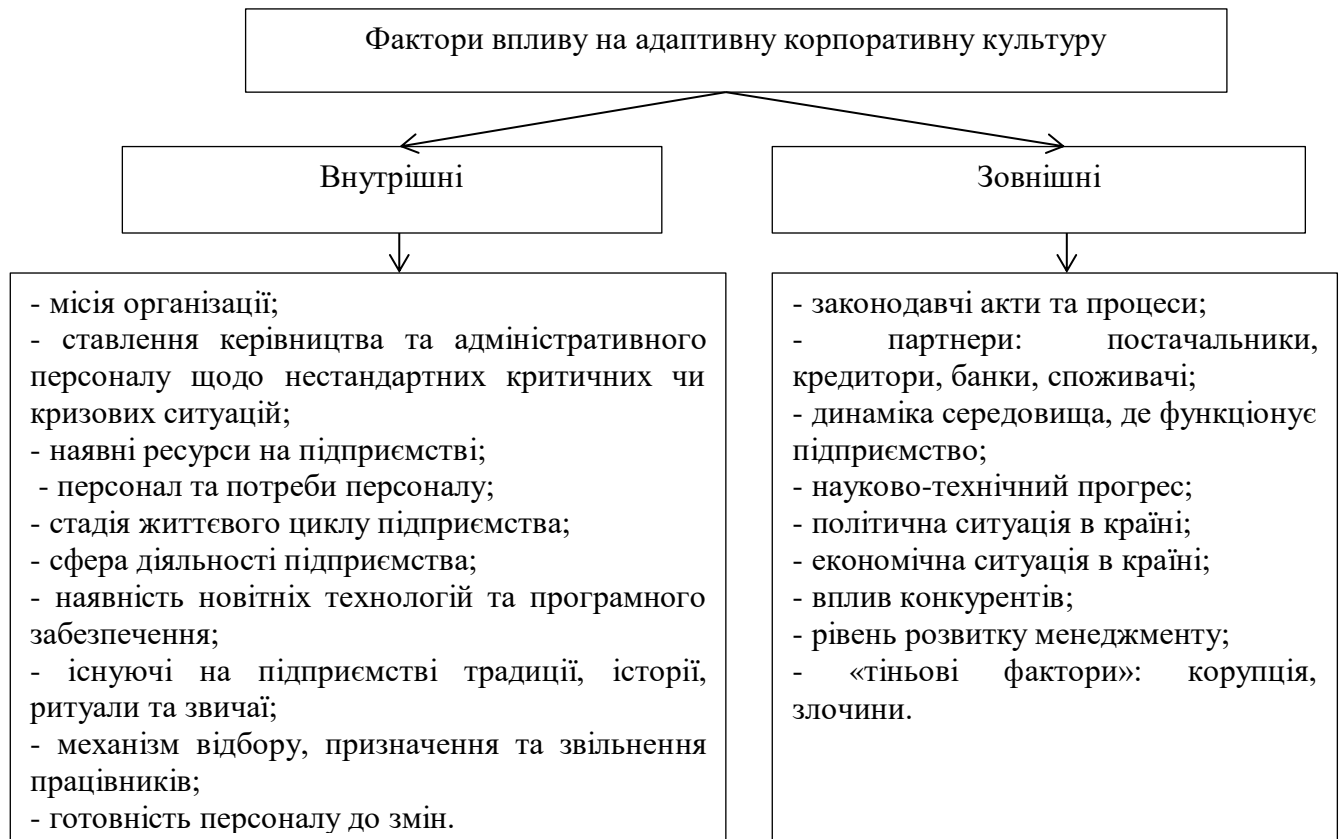 Фактори впливу на адаптивну корпоративну культуру
Внутрішні
- місія організації;
- ставлення керівництва та адміністративного
персоналу щодо нестандартних критичних чи
кризових ситуацій;
- наявні ресурси на підприємстві;
- персонал та потреби персоналу;
- стадія життєвого циклу підприємства;
- сфера діяльності підприємства;
- наявність новітніх технологій та програмного
забезпечення;
- існуючі на підприємстві традиції, історії,
ритуали та звичаї;
- механізм відбору, призначення та звільнення
працівників;
- готовність персоналу до змін.
Зовнішні
- законодавчі акти та процеси;
- партнери: постачальники,
кредитори, банки, споживачі;
- динаміка середовища, де функціонує
підприємство;
- науково-технічний прогрес;
- політична ситуація в країні;
- економічна ситуація в країні;
- вплив конкурентів;
- рівень розвитку менеджменту;
- «тіньові фактори»: корупція,
злочини.